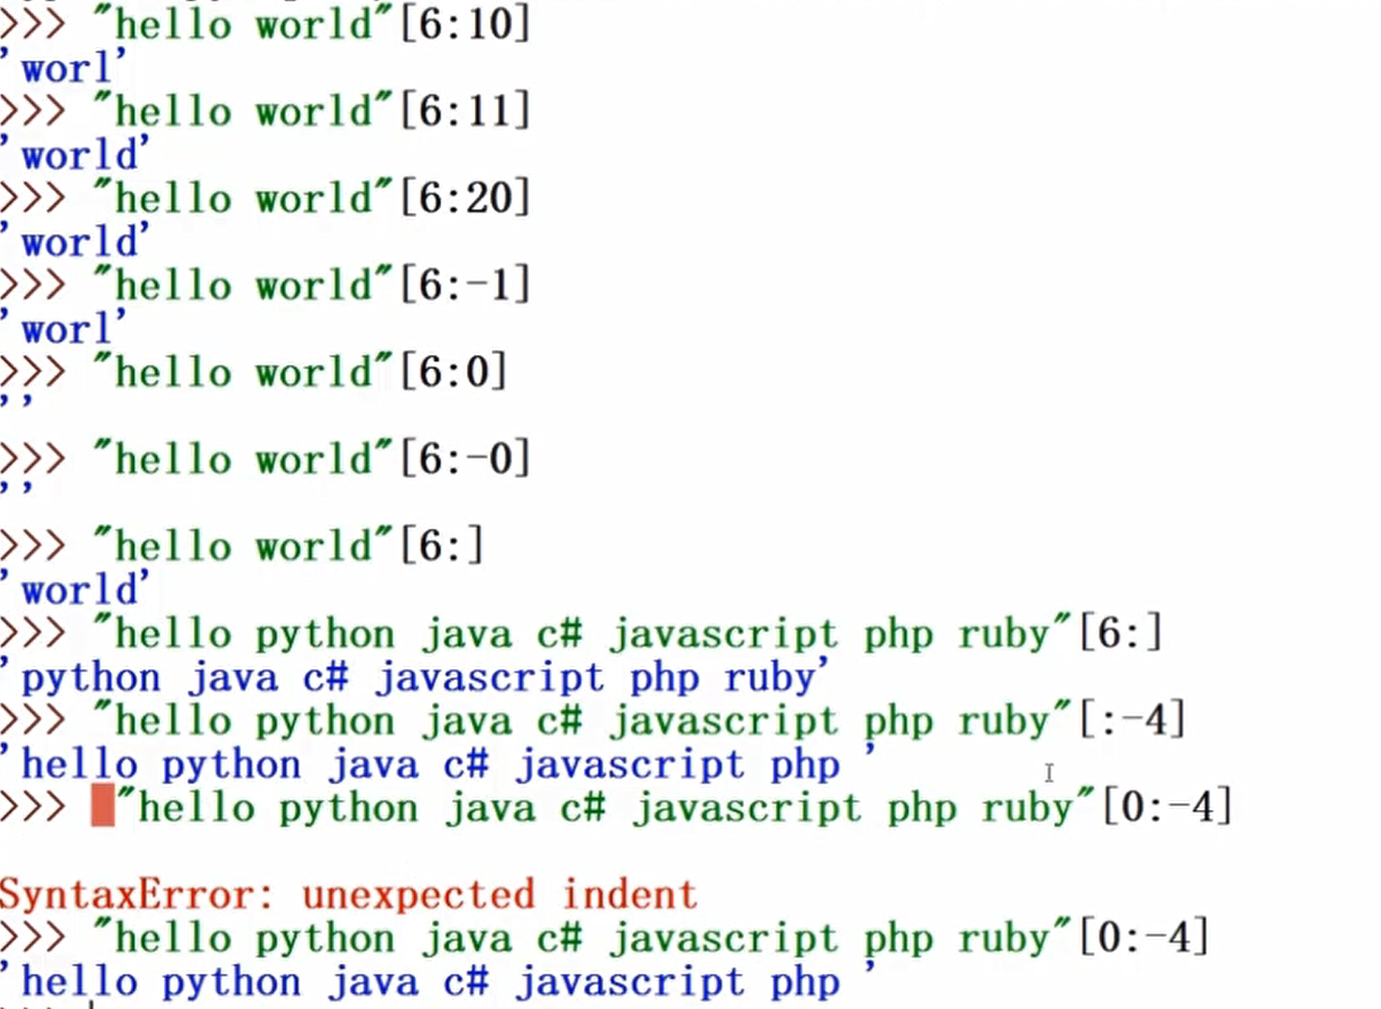 >>> "hello world"[6:10]
'worl'
>>> "hello world"[6:11]
'world'
>>> "hello world"[6:20]
'world'
>>> "hello world"[6:-1]
'worl'
>>> "hello world"[6:0]
''
>>> "hello world"[6:-0]
''
>>> "hello world"[6:]
'world'
>>> "hello python java c# javascript php ruby"[6:]
'python java c# javascript php ruby'
>>> "hello python java c# javascript php ruby"[:-4]
'hello python java c# javascript php '
>>>  "hello python java c# javascript php ruby"[0:-4]
SyntaxError: unexpected indent
>>> "hello python java c# javascript php ruby"[0:-4]
'hello python java c# javascript php '